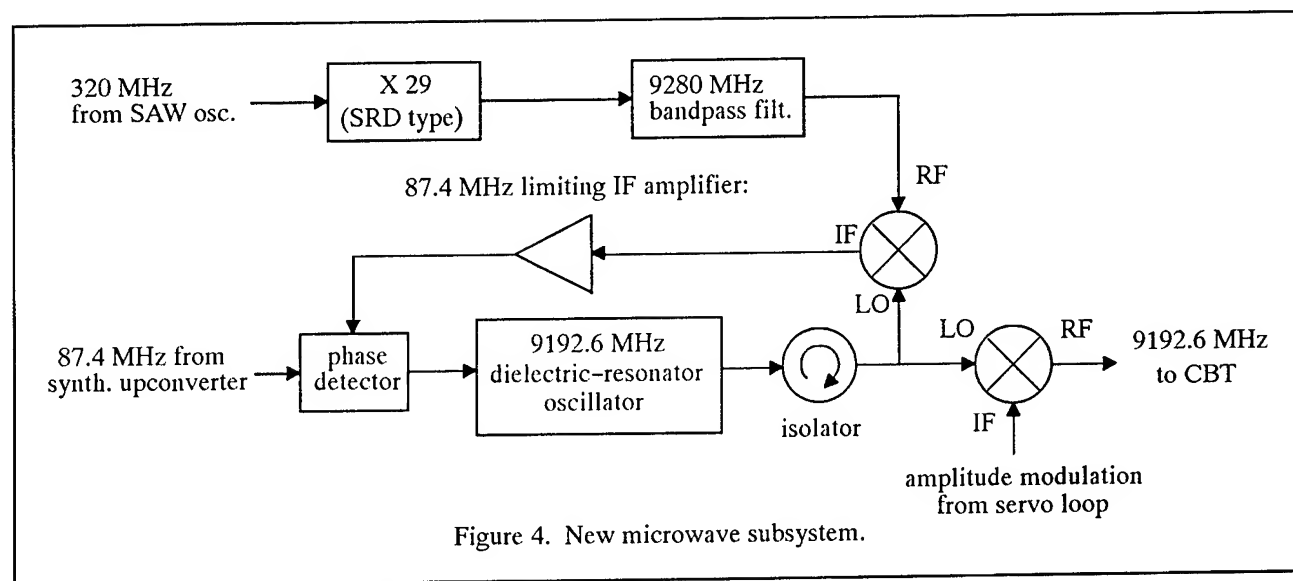 320 MHz
from SAW osc.
X 29
(SRD type)
9280 MHz
bandpass filt.
RF
87.4 MHz limiting IF amplifier:
IF
LO
87.4 MHz from
synth. upconverter
phase
detector
9192.6 MHz
dielectric-resonator
oscillator
isolator
LO
RF
IF
9192.6 MHz
to CBT
amplitude modulation
from servo loop
Figure 4. New microwave subsystem.